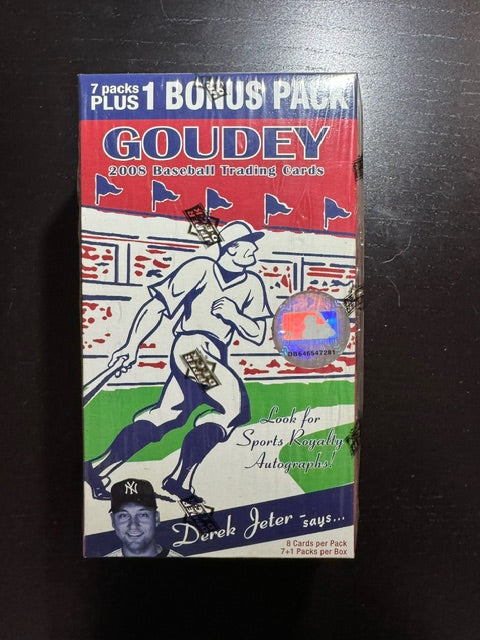 7 packs
PLUS 1 BONUS PACK
GOUDEY
2008 Baseball Trading Cards
DB646547281
Look for
Sports Royalty
Autographs!
NY
Derek Jeter - says...
8 Cards per Pack
7+1 Packs per Box